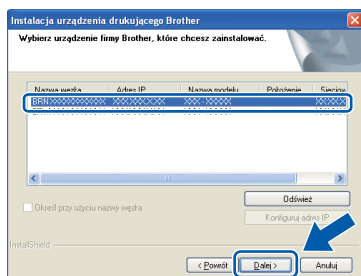 Instalacja urządzenia drukującego Brother
Wybierz urządzenie firmy Brother, które chcesz zainstalować.
Nazwa węzła Adres IP Nazwa modelu Położenie Sieciow
Odśwież
Określ przy użyciu nazwy węzła
Konfiguruj adres IP
InstallShield
< Powrót Dalej > Anuluj